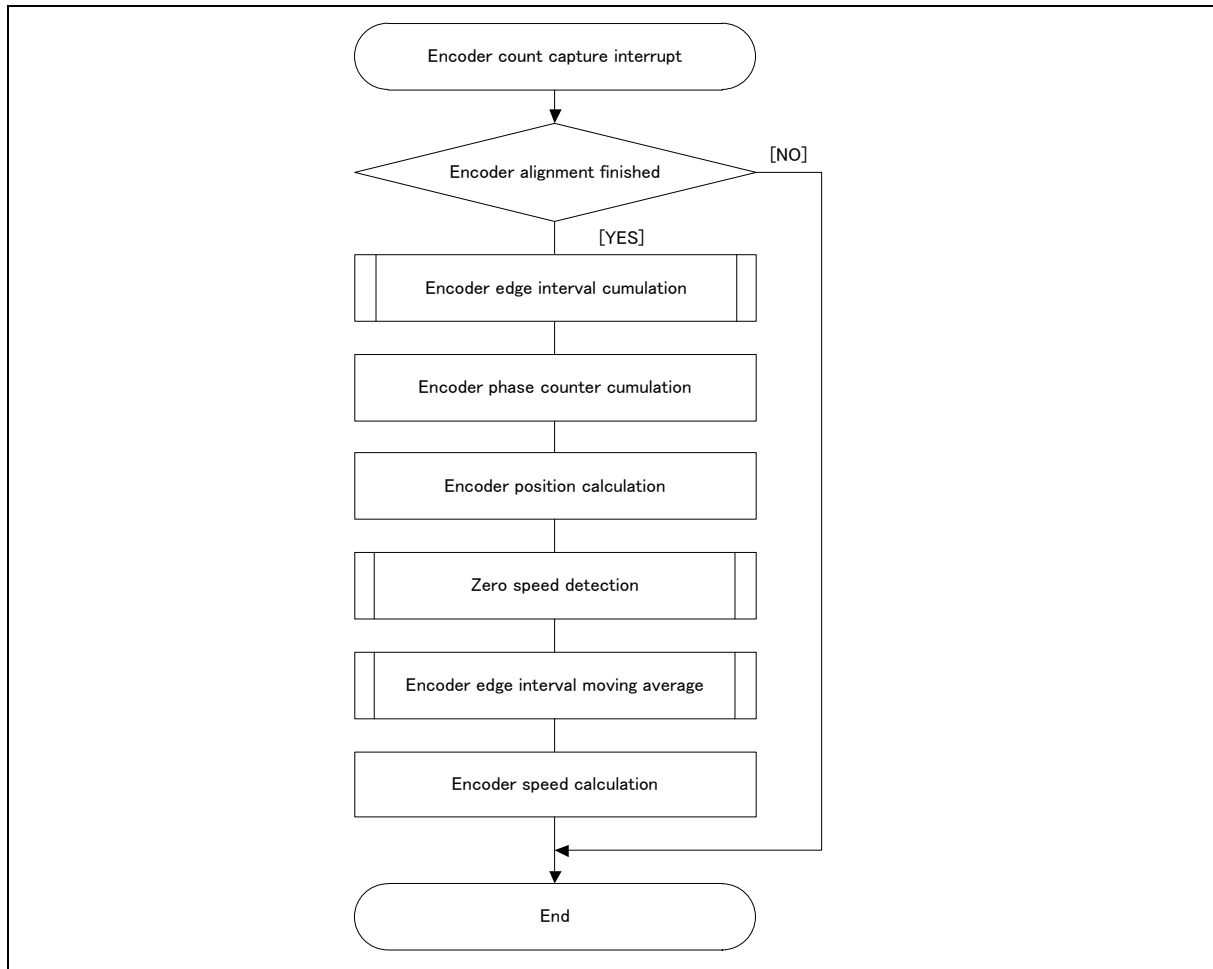 Encoder count capture interrupt
Encoder alignment finished
[NO]
[YES]
Encoder edge interval cumulation
Encoder phase counter cumulation
Encoder position calculation
Zero speed detection
Encoder edge interval moving average
Encoder speed calculation
End